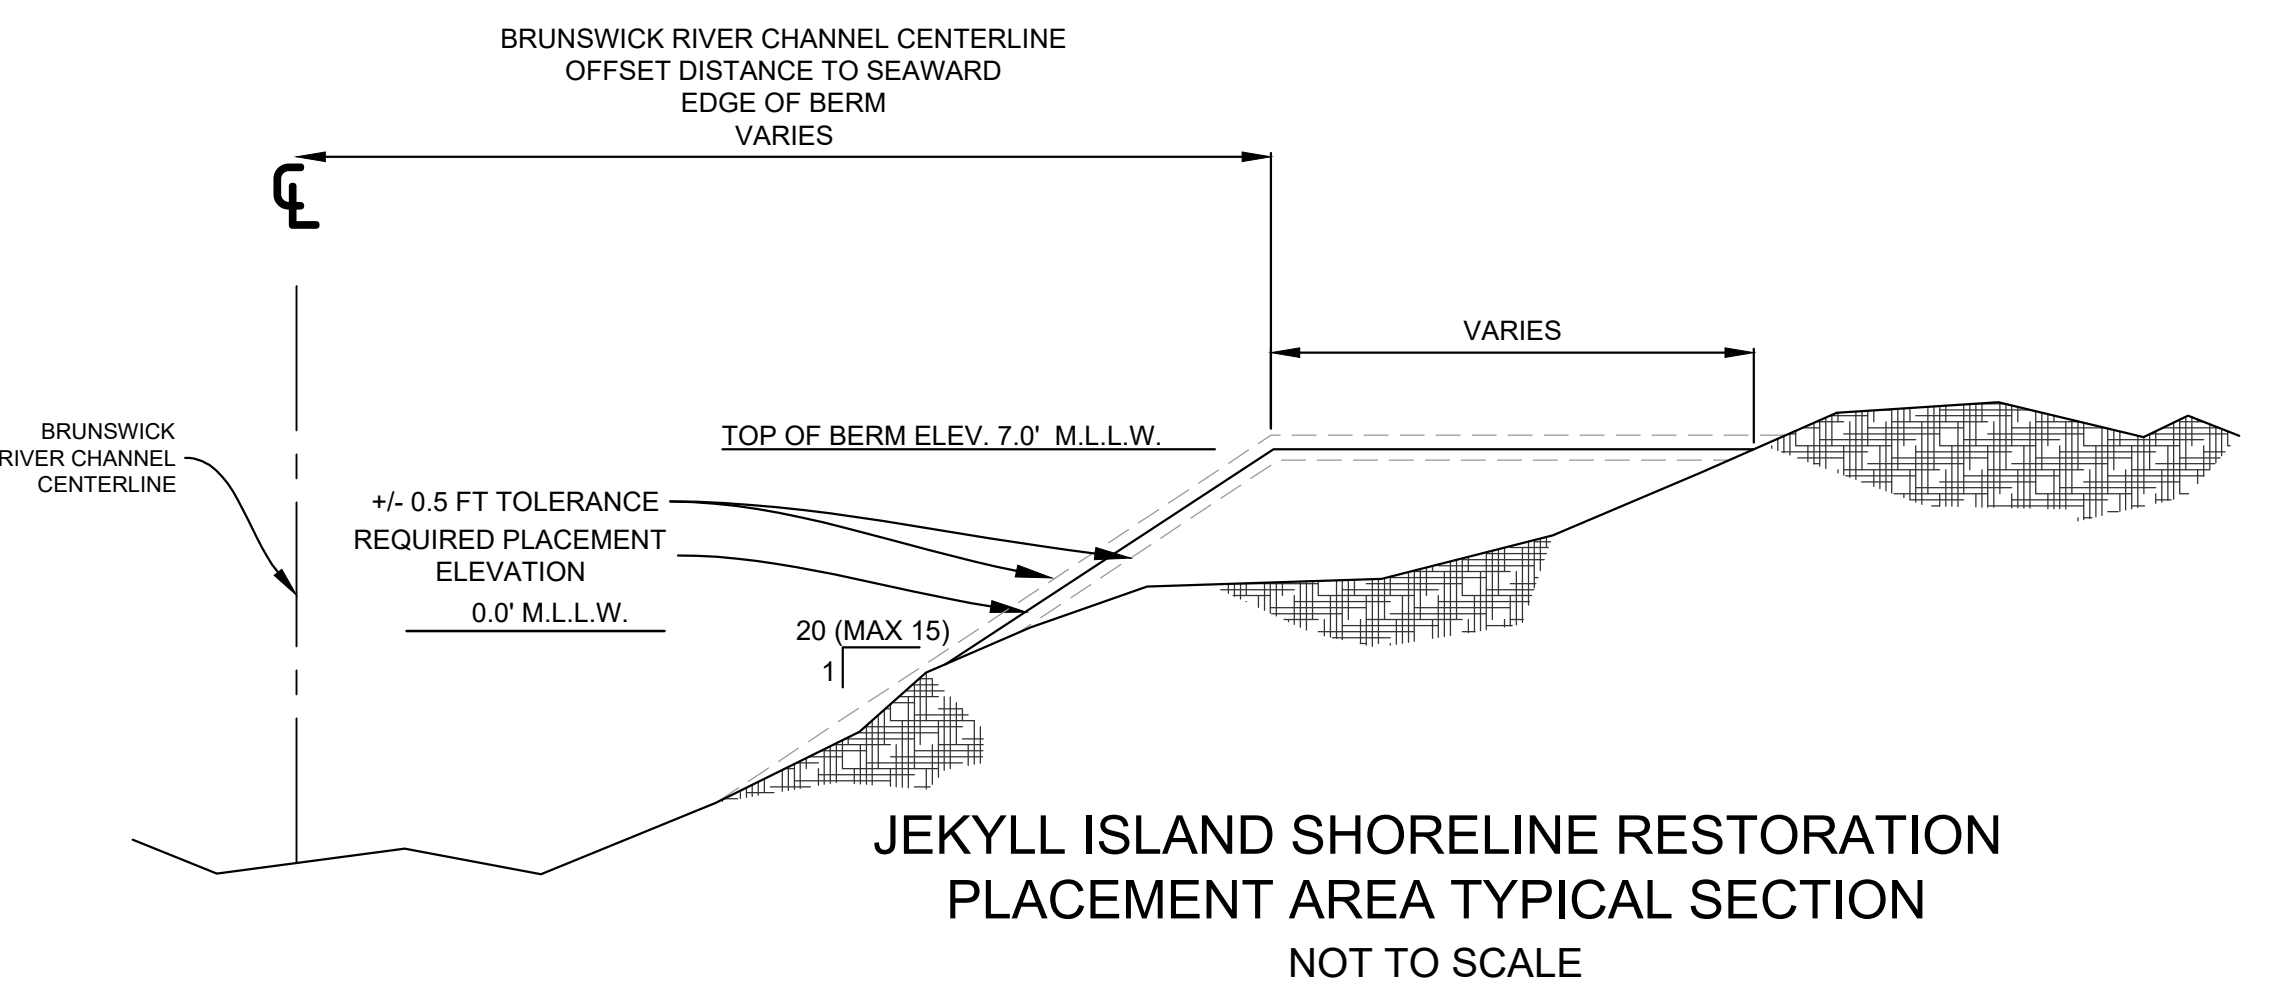 BRUNSWICK RIVER CHANNEL CENTERLINE
OFFSET DISTANCE TO SEAWARD
EDGE OF BERM
VARIES
VARIES
TOP OF BERM ELEV. 7.0' M.L.L.W.
BRUNSWICK
RIVER CHANNEL
CENTERLINE
+/- 0.5 FT TOLERANCE
REQUIRED PLACEMENT
ELEVATION
0.0' M.L.L.W.
20 (MAX 15)
1
JEKYLL ISLAND SHORELINE RESTORATION
PLACEMENT AREA TYPICAL SECTION
NOT TO SCALE